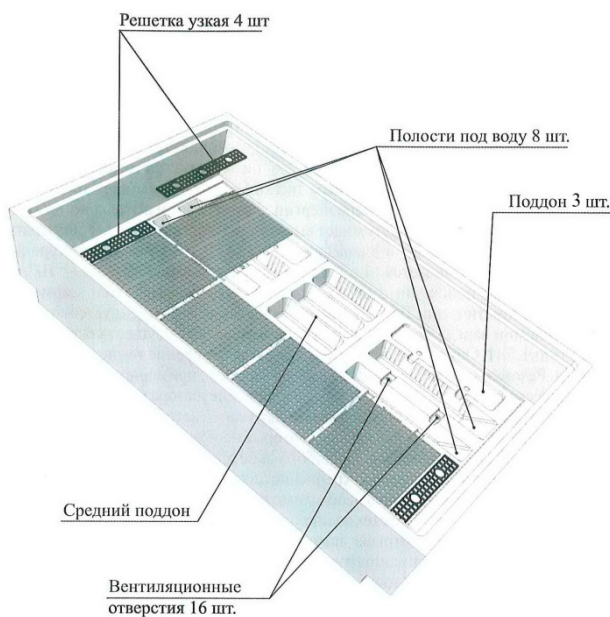 Решетка узкая 4 шт
Полости под воду 8 шт.
Поддон 3 шт.
Средний поддон
Вентиляционные
отверстия 16 шт.